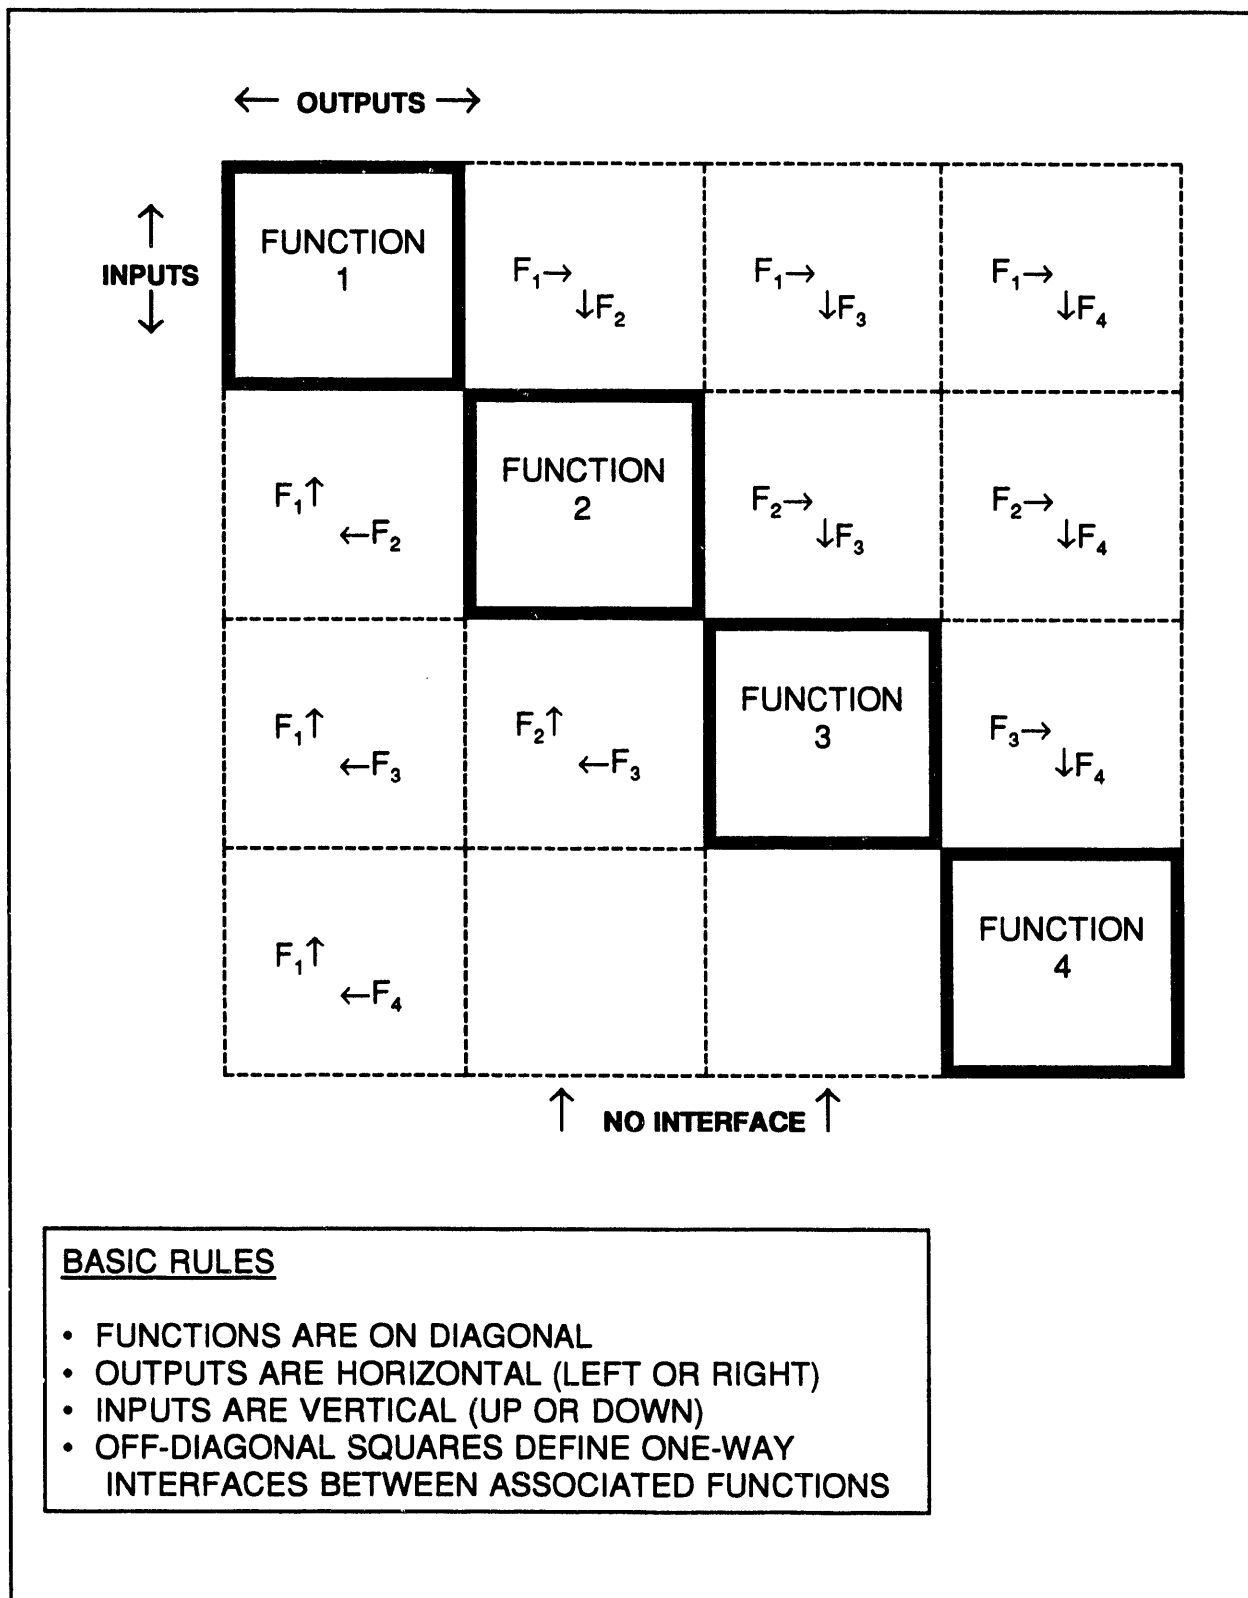 ← OUTPUTS →
↑
INPUTS
↓
FUNCTION
1
F₁→
↓F₂
F₁→
↓F₃
F₁→
↓F₄
F₁↑
←F₂
FUNCTION
2
F₂→
↓F₃
F₂→
↓F₄
F₁↑
←F₃
F₂↑
←F₃
FUNCTION
3
F₃→
↓F₄
F₁↑
←F₄
FUNCTION
4
↑ NO INTERFACE ↑
BASIC RULES
• FUNCTIONS ARE ON DIAGONAL
• OUTPUTS ARE HORIZONTAL (LEFT OR RIGHT)
• INPUTS ARE VERTICAL (UP OR DOWN)
• OFF-DIAGONAL SQUARES DEFINE ONE-WAY
INTERFACES BETWEEN ASSOCIATED FUNCTIONS